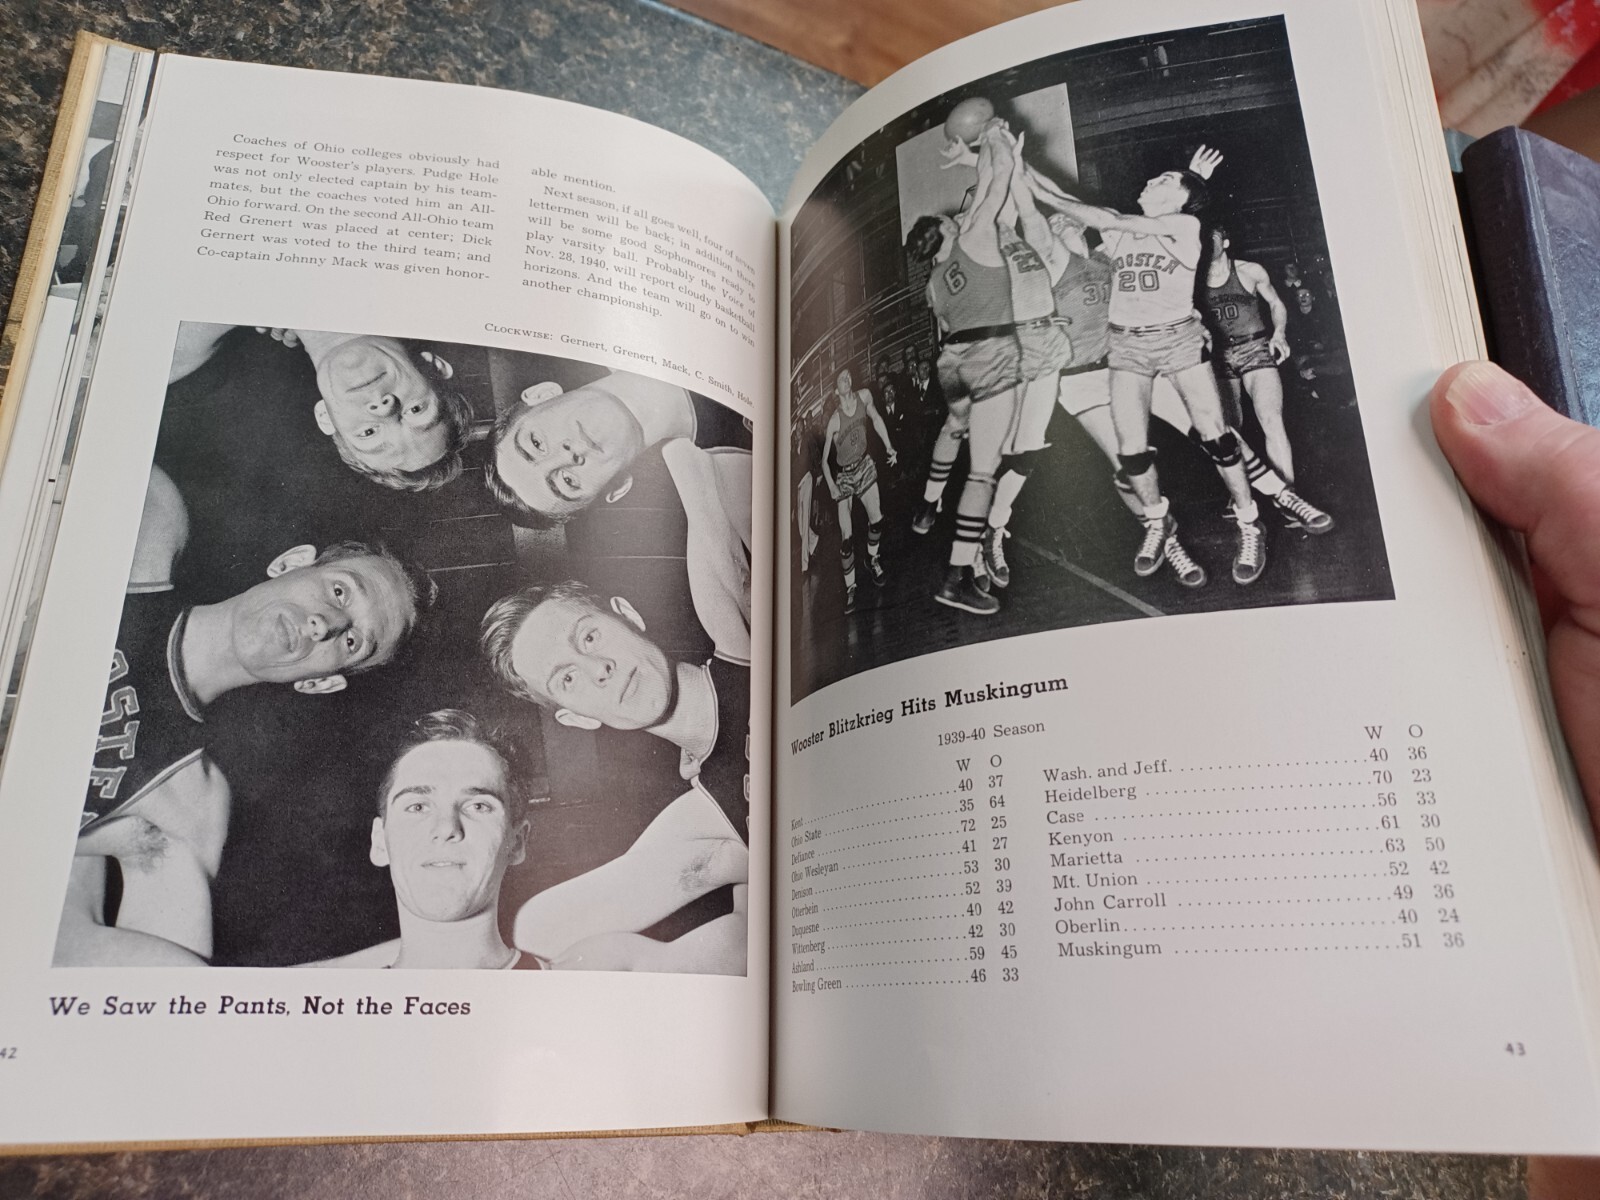 Coaches of Ohio colleges obviously had
respect for Wooster's players. Pudge Hole
was not only elected captain by his team-
mates, but the coaches voted him an All-
Ohio forward. On the second All-Ohio team
Red Grenert was placed at center; Dick
Gernert was voted to the third team; and
Co-captain Johnny Mack was given honor-
able mention.
Next season, if all goes well, four of seven
lettermen will be back; in addition there
will be some good Sophomores ready to
play varsity ball. Probably the Voice of
Nov. 28, 1940, will report cloudy basketball
horizons. And the team will go on to win
another championship.
CLOCKWISE: Gernert, Grenert, Mack, C. Smith, Hole
OSTE
We Saw the Pants, Not the Faces
42
6
23
31
WOOSTER
20
30
Wooster Blitzkrieg Hits Muskingum
1939-40 Season
W O
Kent 40 37
Ohio State 35 64
Defiance 72 25
Ohio Wesleyan 41 27
Denison 53 30
Otterbein 52 39
Duquesne 40 42
Wittenberg 42 30
Ashland 59 45
Bowling Green 46 33
W O
Wash. and Jeff. 40 36
Heidelberg 70 23
Case 56 33
Kenyon 61 30
Marietta 63 50
Mt. Union 52 42
John Carroll 49 36
Oberlin 40 24
Muskingum 51 36
43